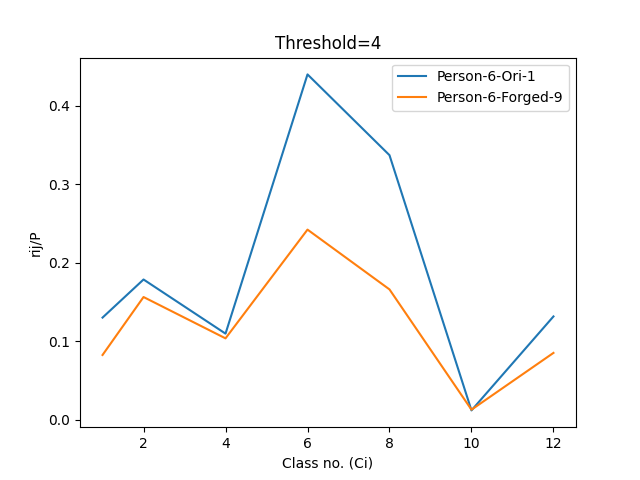 Threshold=4
Person-6-Ori-1
Person-6-Forged-9
rij/P
0.4
0.3
0.2
0.1
0.0
2 4 6 8 10 12
Class no. (Ci)